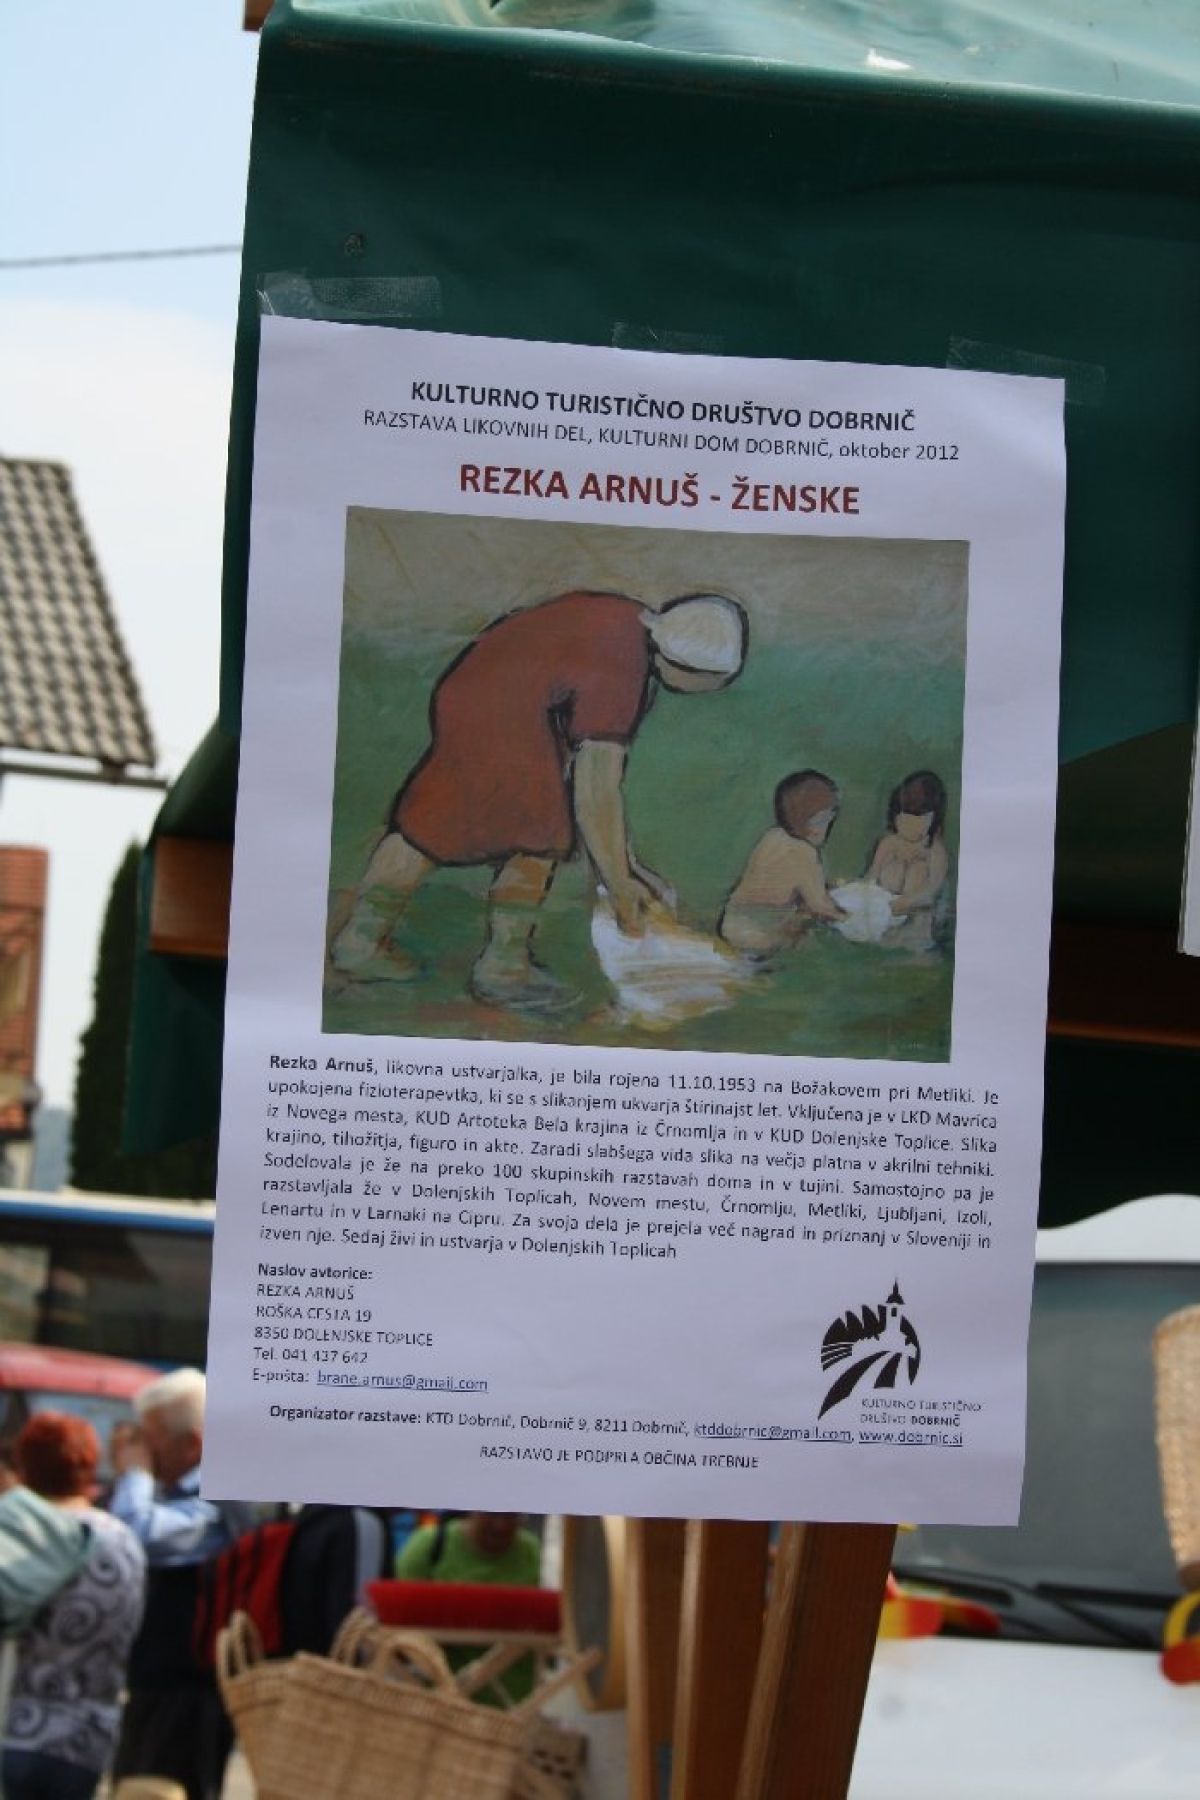 KULTURNO TURISTIČNO DRUŠTVO DOBRNIČ
RAZSTAVA LIKOVNIH DEL, KULTURNI DOM DOBRNIČ, oktober 2012
REZKA ARNUŠ - ŽENSKE
Rezka Arnuš, likovna ustvarjalka, je bila rojena 11.10.1953 na Božakovem pri Metliki. Je
upokojena fizioterapevtka, ki se s slikanjem ukvarja štirinajst let. Vključena je v LKD Mavrica
iz Novega mesta, KUD Artoteka Bela krajina iz Črnomlja in v KUD Dolenjske Toplice. Slika
krajino, tihožitja, figuro in akte. Zaradi slabšega vida slika na večja platna v akrilni tehniki.
Sodelovala je že na preko 100 skupinskih razstavah doma in v tujini. Samostojno pa je
razstavljala že v Dolenjskih Toplicah, Novem mestu, Črnomlju, Metliki, Ljubljani, Izoli,
Lenartu in v Larnaki na Cipru. Za svoja dela je prejela več nagrad in priznanj v Sloveniji in
izven nje. Sedaj živi in ustvarja v Dolenjskih Toplicah
Naslov avtorice:
REZKA ARNUŠ
ROŠKA CESTA 19
8350 DOLENJSKE TOPLICE
Tel. 041 437 642
E-pošta: brane.arnus@gmail.com
KULTURNO TURISTIČNO
DRUŠTVO DOBRNIČ
Organizator razstave: KTD Dobrnič, Dobrnič 9, 8211 Dobrnič, ktddobrnic@gmail.com, www.dobrnic.si
RAZSTAVO JE PODPRLA OBČINA TREBNJE